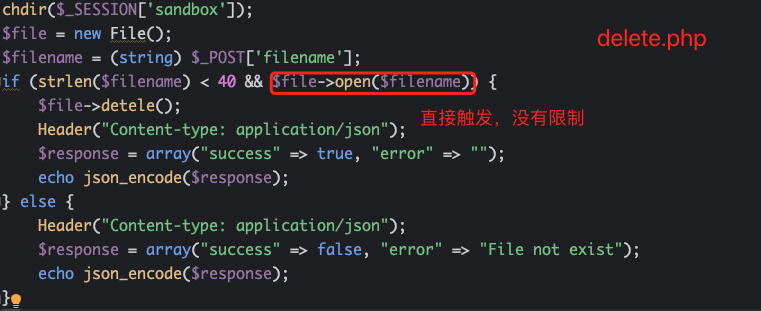 chdir($_SESSION['sandbox']);
$file = new File();
delete.php
$filename = (string) $_POST['filename'];
if (strlen($filename) < 40 && $file->open($filename)) {
$file->detele();
直接触发，没有限制
Header("Content-type: application/json");
$response = array("success" => true, "error" => "");
echo json_encode($response);
} else {
Header("Content-type: application/json");
$response = array("success" => false, "error" => "File not exist");
echo json_encode($response);
}